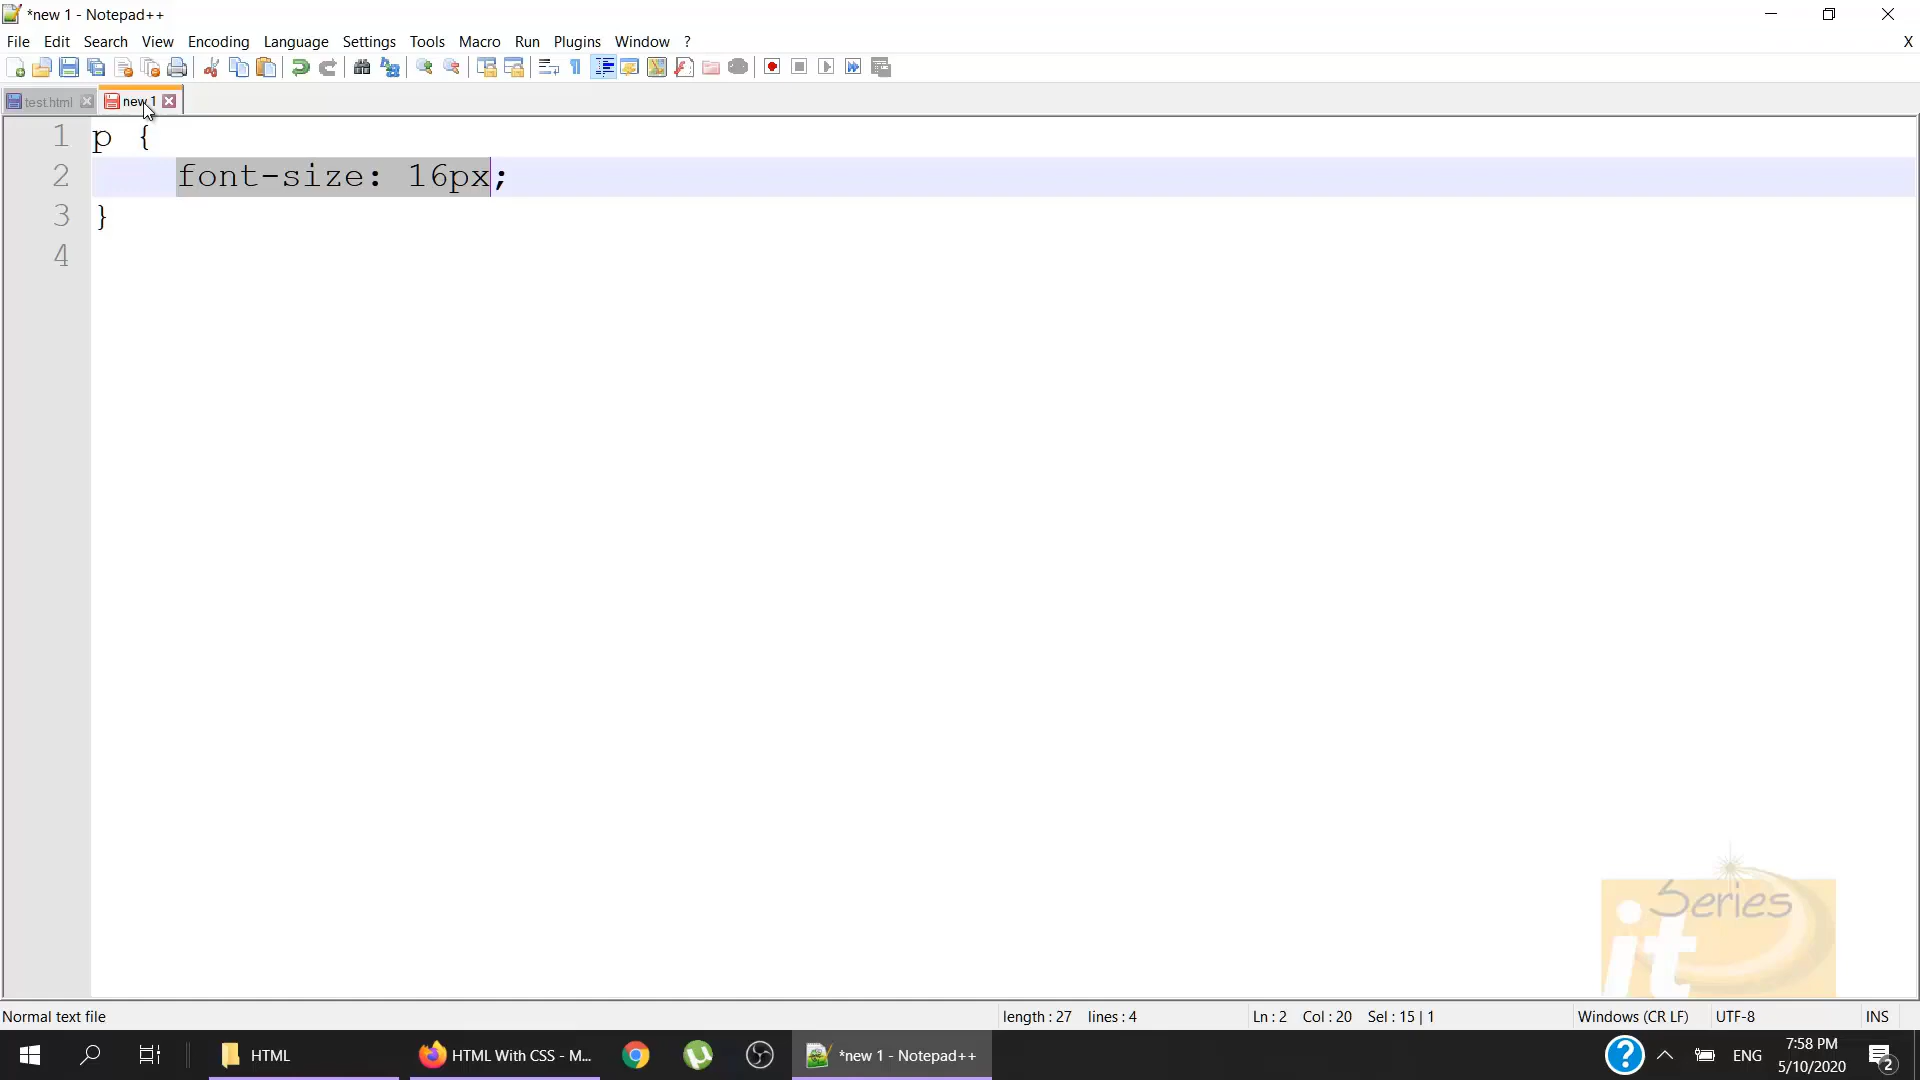 *new 1 - Notepad++
File Edit Search View Encoding Language Settings Tools Macro Run Plugins Window ? X
test.html new 1
1 p {
2 font-size: 16px;
3 }
4
Series
it
Normal text file length : 27 lines : 4 Ln : 2 Col : 20 Sel : 15 | 1 Windows (CR LF) UTF-8 INS
HTML HTML With CSS - M... *new 1 - Notepad++ ? ENG 7:58 PM
5/10/2020 2